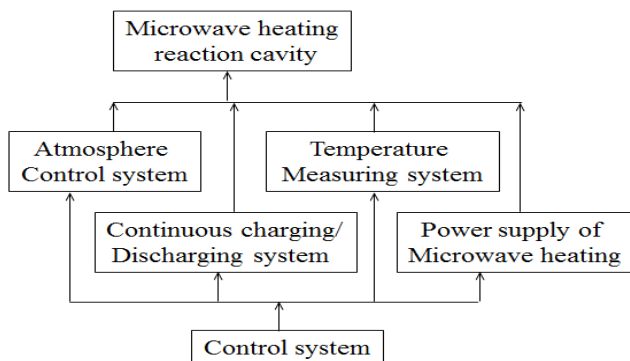 Microwave heating
reaction cavity
Atmosphere
Control system
Temperature
Measuring system
Continuous charging/
Discharging system
Power supply of
Microwave heating
Control system